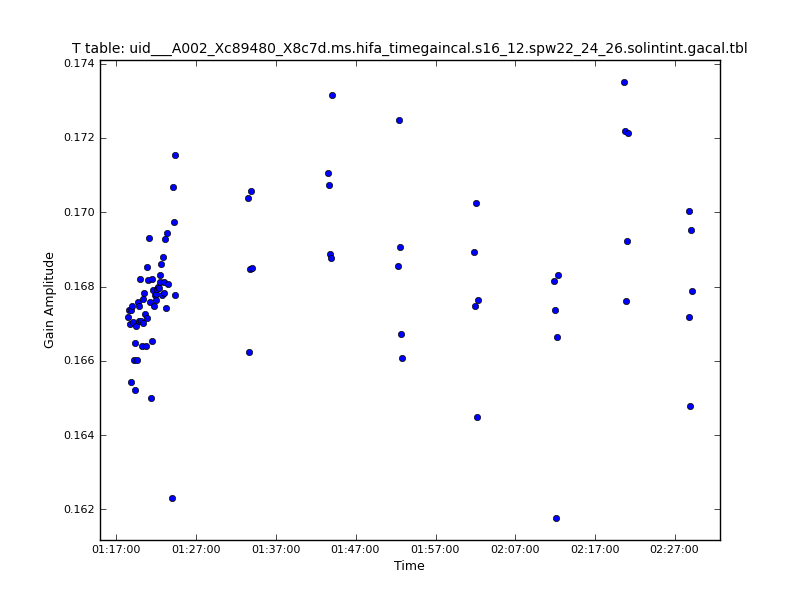 T table: uid___A002_Xc89480_X8c7d.ms.hifa_timegaincal.s16_12.spw22_24_26.solintint.gacal.tbl
0.174
0.172
0.170
0.168
0.166
0.164
0.162
Gain Amplitude
01:17:00 01:27:00 01:37:00 01:47:00 01:57:00 02:07:00 02:17:00 02:27:00
Time